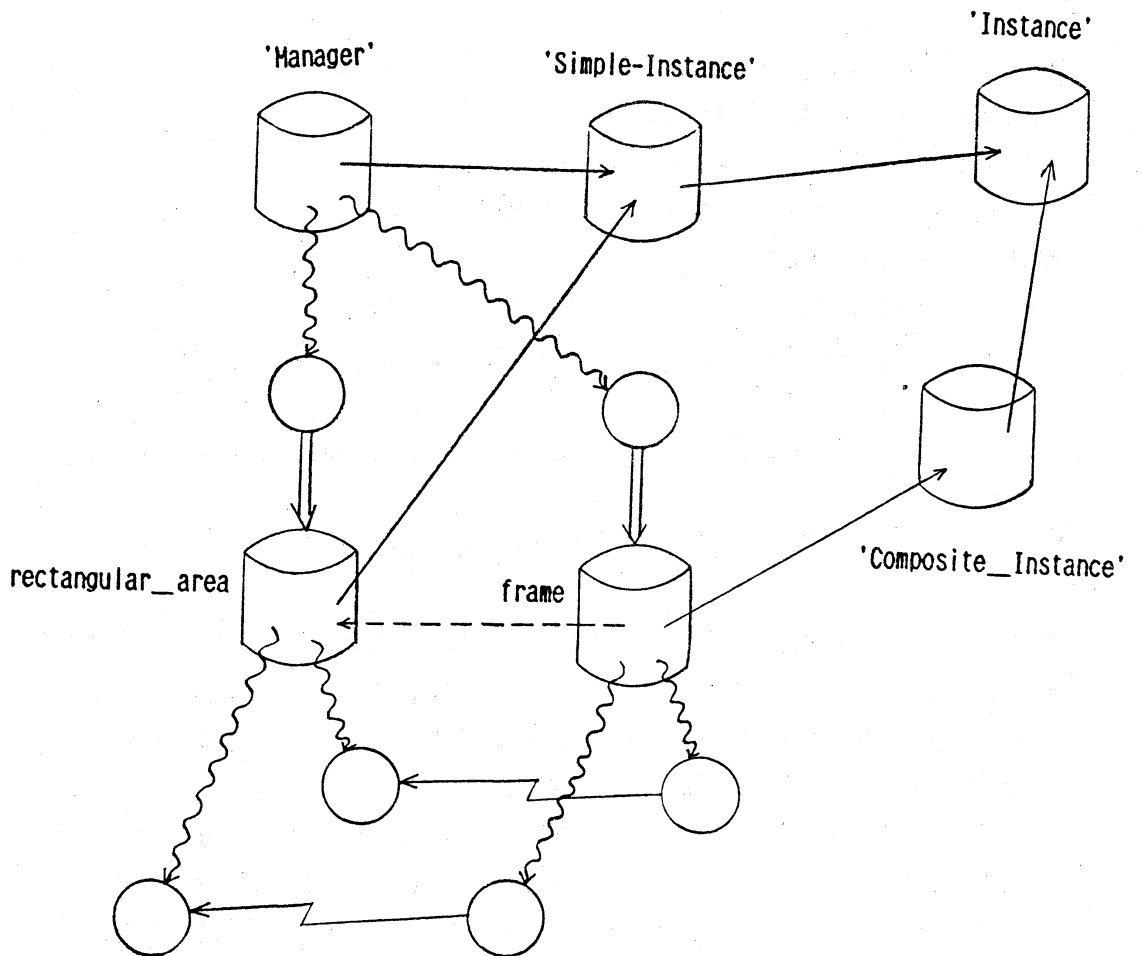 'Instance'
'Manager'
'Simple-Instance'
'Composite_Instance'
rectangular_area
frame